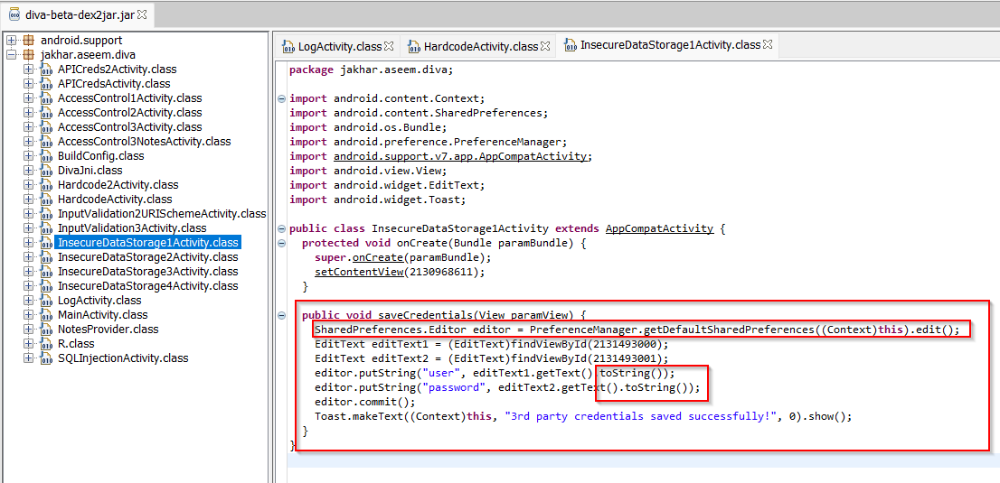 diva-beta-dex2jar.jar
android.support
jakhar.aseem.diva
APICreds2Activity.class
APICredsActivity.class
AccessControl1Activity.class
AccessControl2Activity.class
AccessControl3Activity.class
AccessControl3NotesActivity.class
BuildConfig.class
DivaJni.class
Hardcode2Activity.class
HardcodeActivity.class
InputValidation2URISchemeActivity.class
InputValidation3Activity.class
InsecureDataStorage1Activity.class
InsecureDataStorage2Activity.class
InsecureDataStorage3Activity.class
InsecureDataStorage4Activity.class
LogActivity.class
MainActivity.class
NotesProvider.class
R.class
SQLInjectionActivity.class
LogActivity.class HardcodeActivity.class InsecureDataStorage1Activity.class
package jakhar.aseem.diva;
import android.content.Context;
import android.content.SharedPreferences;
import android.os.Bundle;
import android.preference.PreferenceManager;
import android.support.v7.app.AppCompatActivity;
import android.view.View;
import android.widget.EditText;
import android.widget.Toast;
public class InsecureDataStorage1Activity extends AppCompatActivity {
protected void onCreate(Bundle paramBundle) {
super.onCreate(paramBundle);
setContentView(2130968611);
}
public void saveCredentials(View paramView) {
SharedPreferences.Editor editor = PreferenceManager.getDefaultSharedPreferences((Context)this).edit();
EditText editText1 = (EditText)findViewById(2131493000);
EditText editText2 = (EditText)findViewById(2131493001);
editor.putString("user", editText1.getText().toString());
editor.putString("password", editText2.getText().toString());
editor.commit();
Toast.makeText((Context)this, "3rd party credentials saved successfully!", 0).show();
}
}